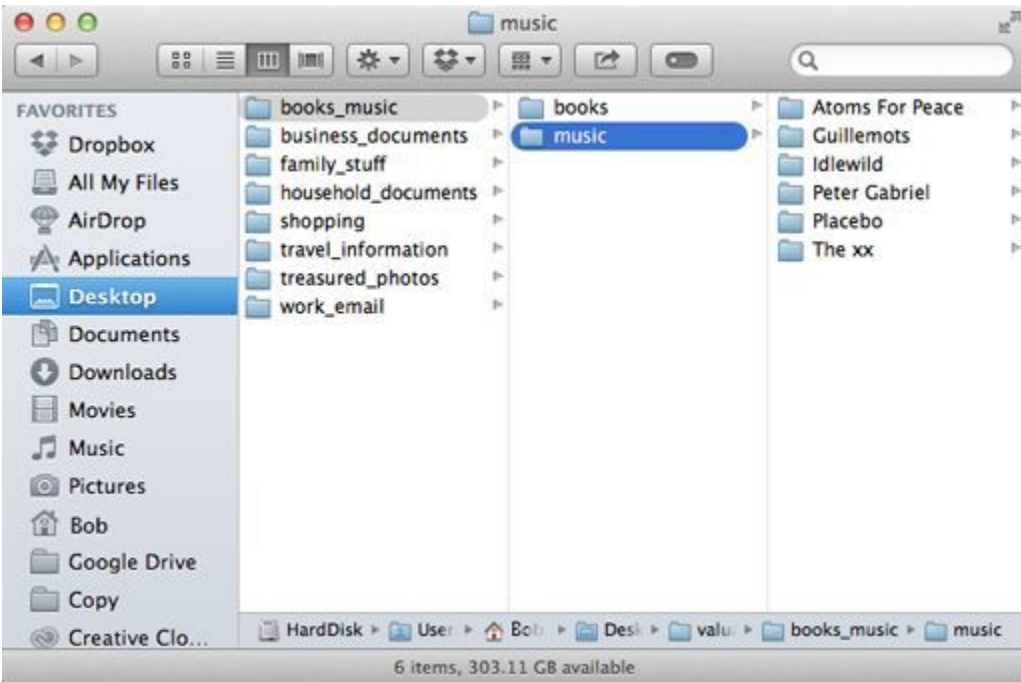 music
FAVORITES
Dropbox
All My Files
AirDrop
Applications
Desktop
Documents
Downloads
Movies
Music
Pictures
Bob
Google Drive
Copy
Creative Clo...
books_music
business_documents
family_stuff
household_documents
shopping
travel_information
treasured_photos
work_email
books
music
Atoms For Peace
Guillemots
Idlewild
Peter Gabriel
Placebo
The xx
HardDisk User Bob Desk valu books_music music
6 items, 303.11 GB available